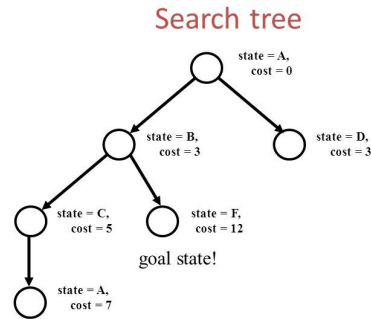 Search tree
state = A,
cost = 0
state = B,
cost = 3
state = D,
cost = 3
state = C,
cost = 5
state = F,
cost = 12
goal state!
state = A,
cost = 7